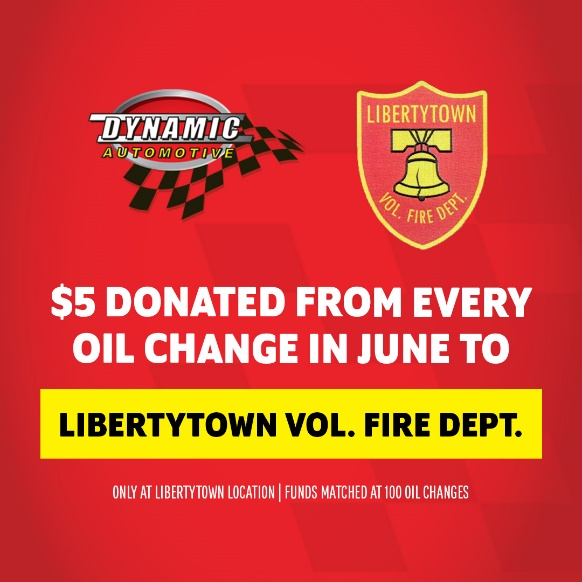 DYNAMIC
AUTOMOTIVE
LIBERTYTOWN
VOL. FIRE DEPT.
$5 DONATED FROM EVERY
OIL CHANGE IN JUNE TO
LIBERTYTOWN VOL. FIRE DEPT.
ONLY AT LIBERTYTOWN LOCATION | FUNDS MATCHED AT 100 OIL CHANGES